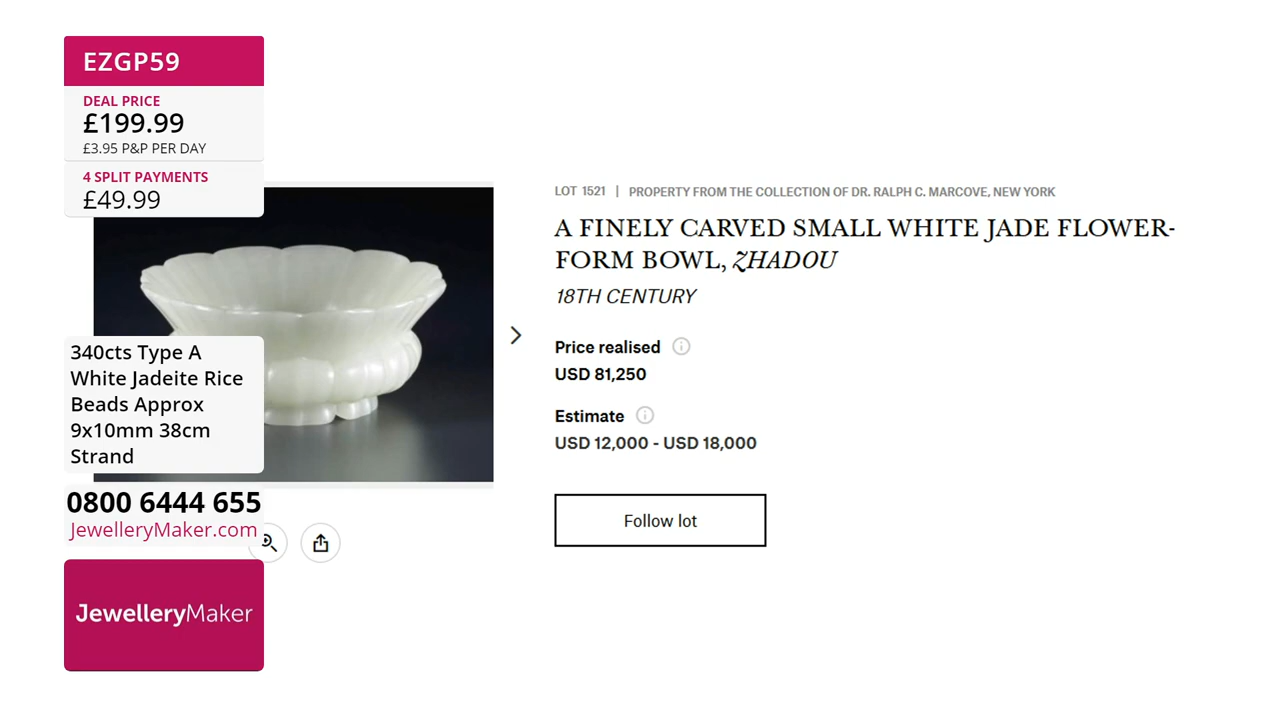 EZGP59
DEAL PRICE
£199.99
£3.95 P&P PER DAY
4 SPLIT PAYMENTS
£49.99
340cts Type A
White Jadeite Rice
Beads Approx
9x10mm 38cm
Strand
0800 6444 655
JewelleryMaker.com
JewelleryMaker
LOT 1521 | PROPERTY FROM THE COLLECTION OF DR. RALPH C. MARCOVE, NEW YORK
A FINELY CARVED SMALL WHITE JADE FLOWER-
FORM BOWL, ZHADOU
18TH CENTURY
Price realised
USD 81,250
Estimate
USD 12,000 - USD 18,000
Follow lot